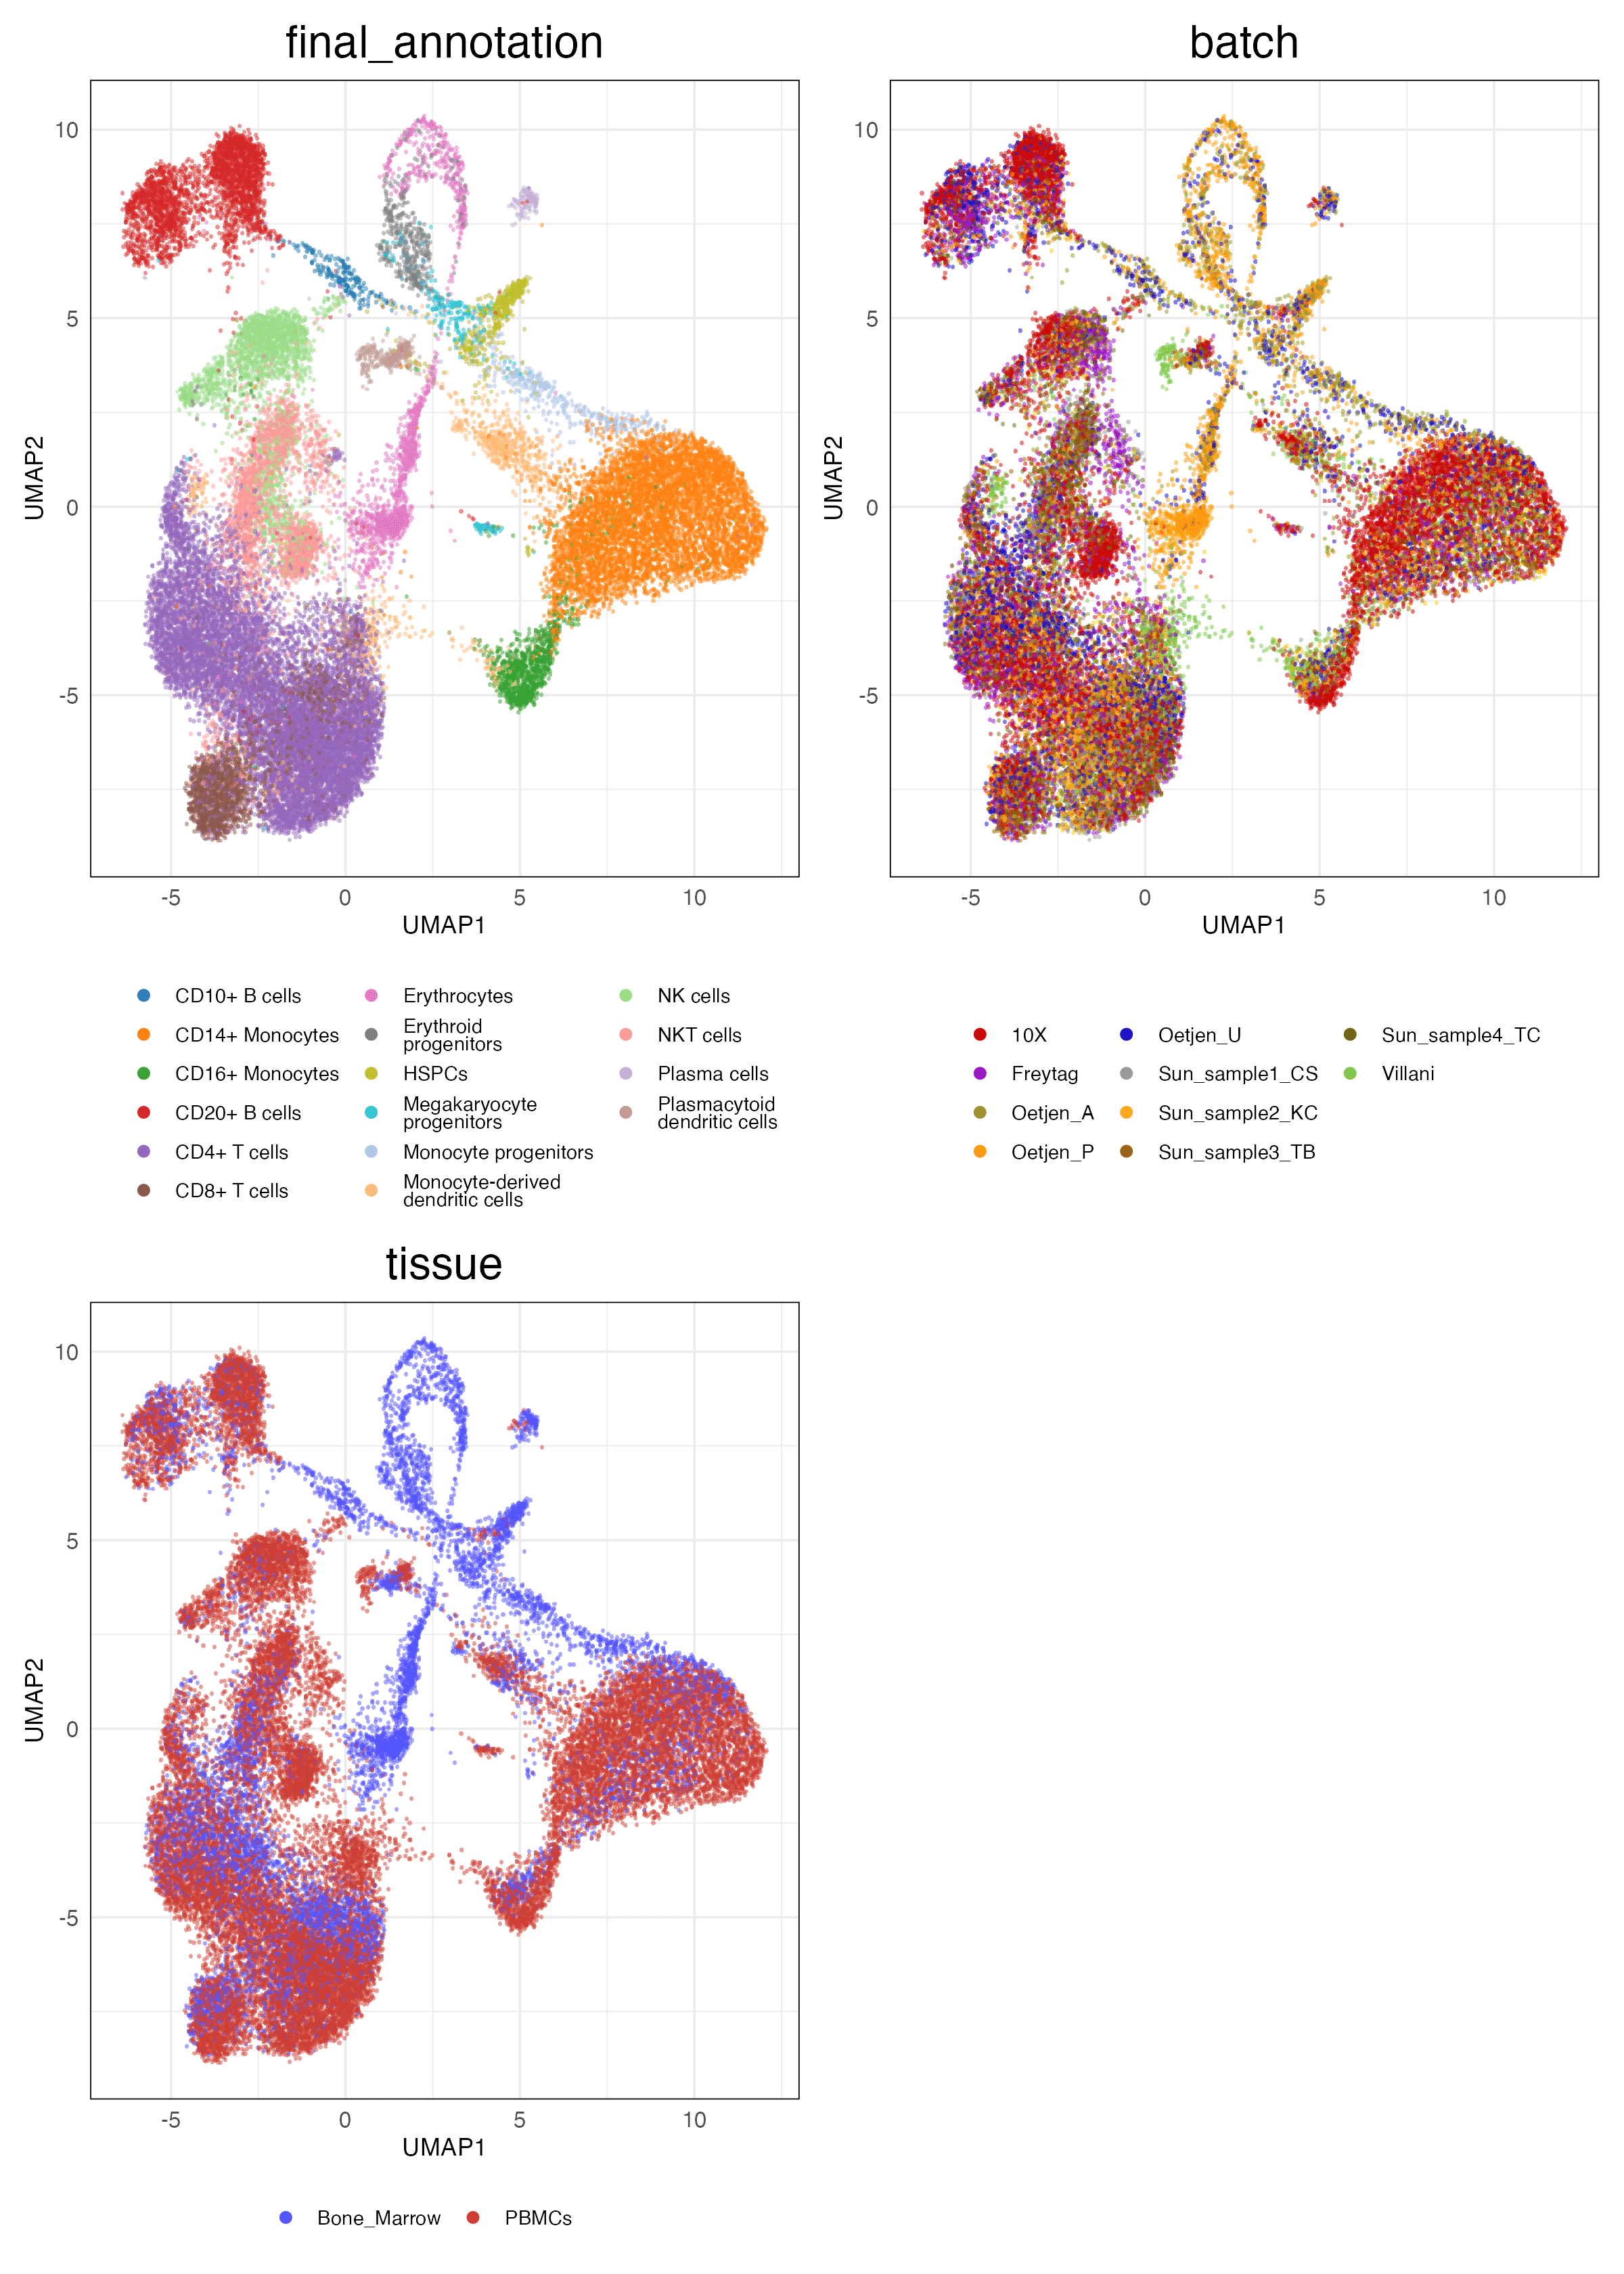 final_annotation
batch
10
5
0
-5
UMAP2
-5
0
5
10
UMAP1
10
5
0
-5
UMAP2
-5
0
5
10
UMAP1
CD10+ B cells
CD14+ Monocytes
CD16+ Monocytes
CD20+ B cells
CD4+ T cells
CD8+ T cells
Erythrocytes
Erythroid
progenitors
HSPCs
Megakaryocyte
progenitors
Monocyte progenitors
Monocyte-derived
dendritic cells
NK cells
NKT cells
Plasma cells
Plasmacytoid
dendritic cells
10X
Freytag
Oetjen_A
Oetjen_P
Oetjen_U
Sun_sample1_CS
Sun_sample2_KC
Sun_sample3_TB
Sun_sample4_TC
Villani
tissue
10
5
0
-5
UMAP2
-5
0
5
10
UMAP1
Bone_Marrow
PBMCs